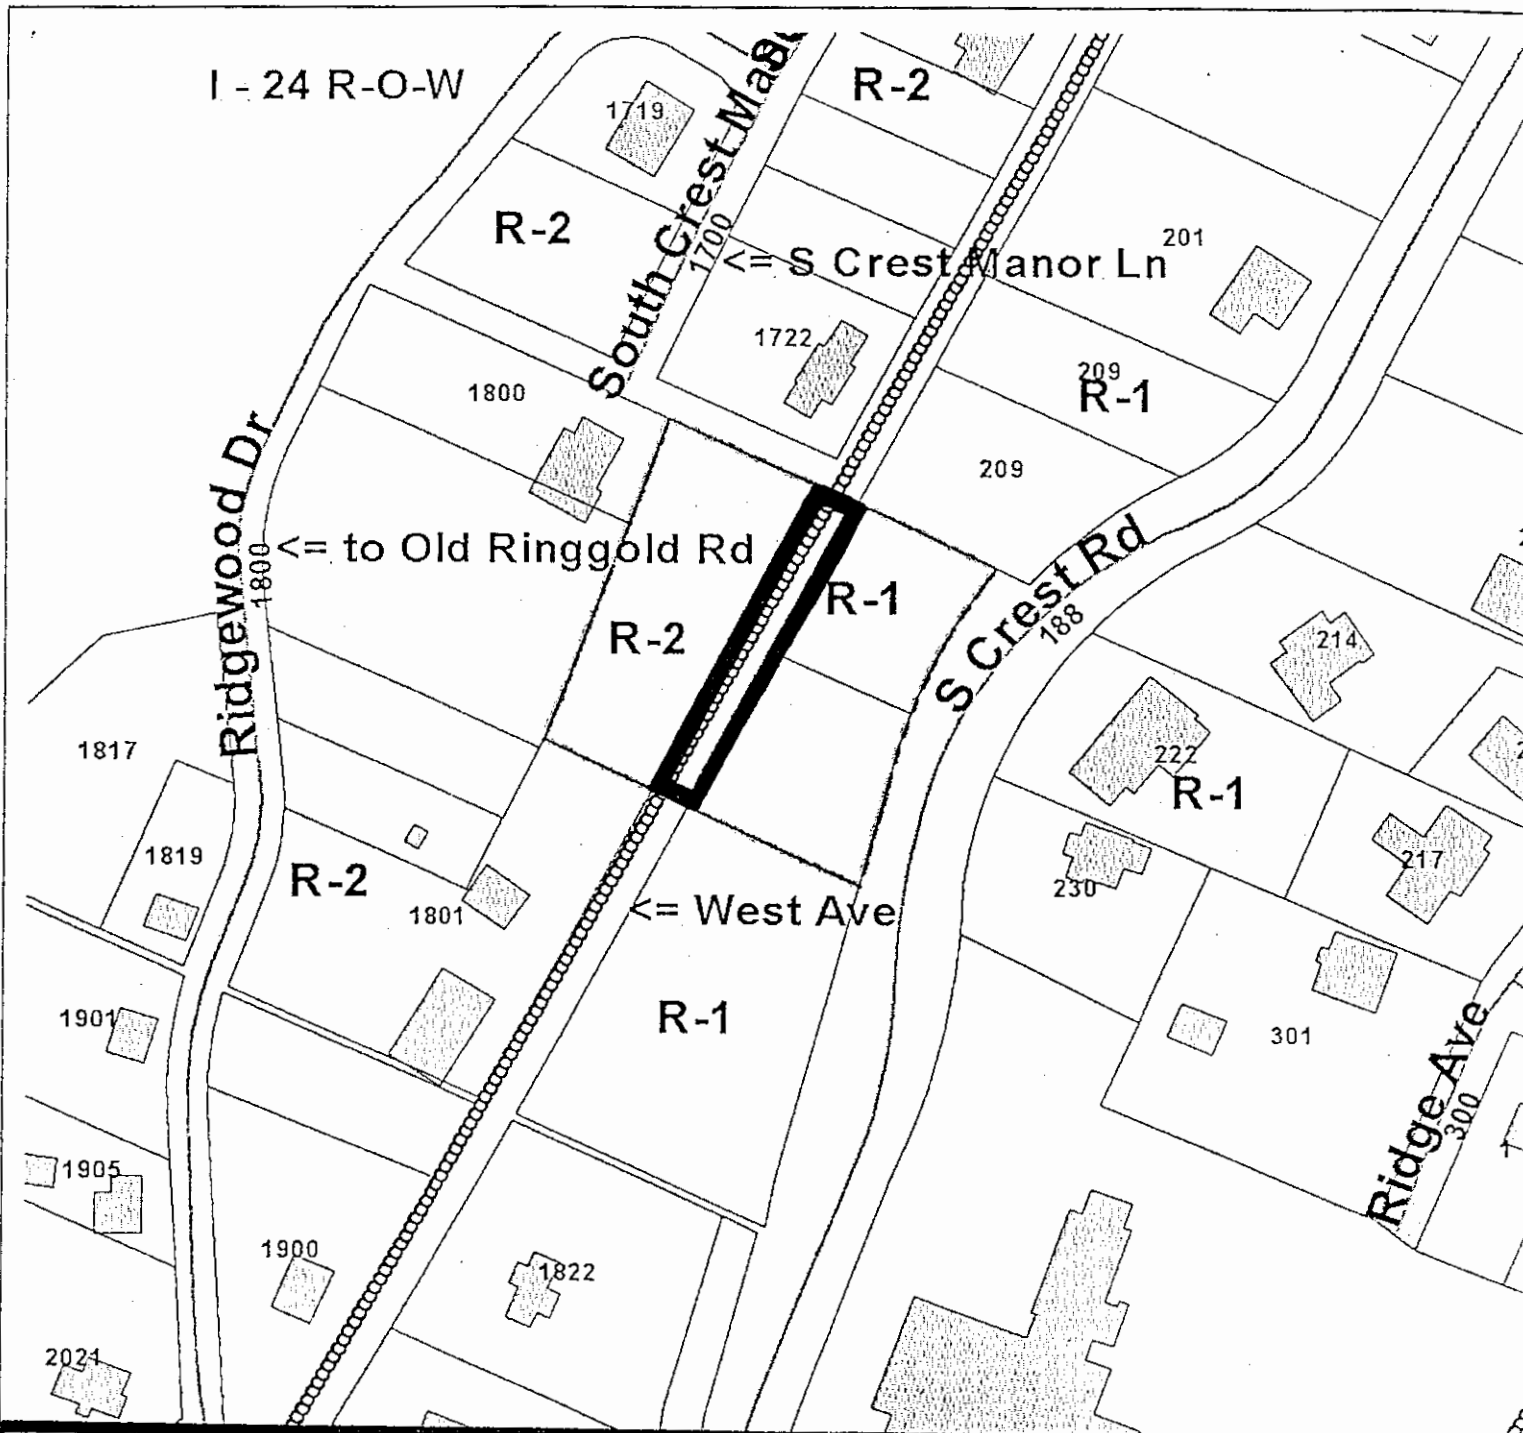 I - 24 R-O-W
R-2
1719
R-2
South Crest Ma
1700
<= S Crest Manor Ln
201
1722
209
R-1
1800
209
Ridgewood Dr
1800
<= to Old Ringgold Rd
R-1
R-2
S Crest Rd
188
214
222
R-1
1817
1819
R-2
1801
230
217
<= West Ave
R-1
1901
301
Ridge Ave
300
1905
1900
1822
2021